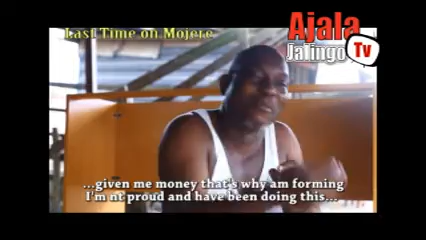 Last Time on Mojere
Ajala
Jalingo Tv
...given me money that's why am forming
I'm nt proud and have been doing this...